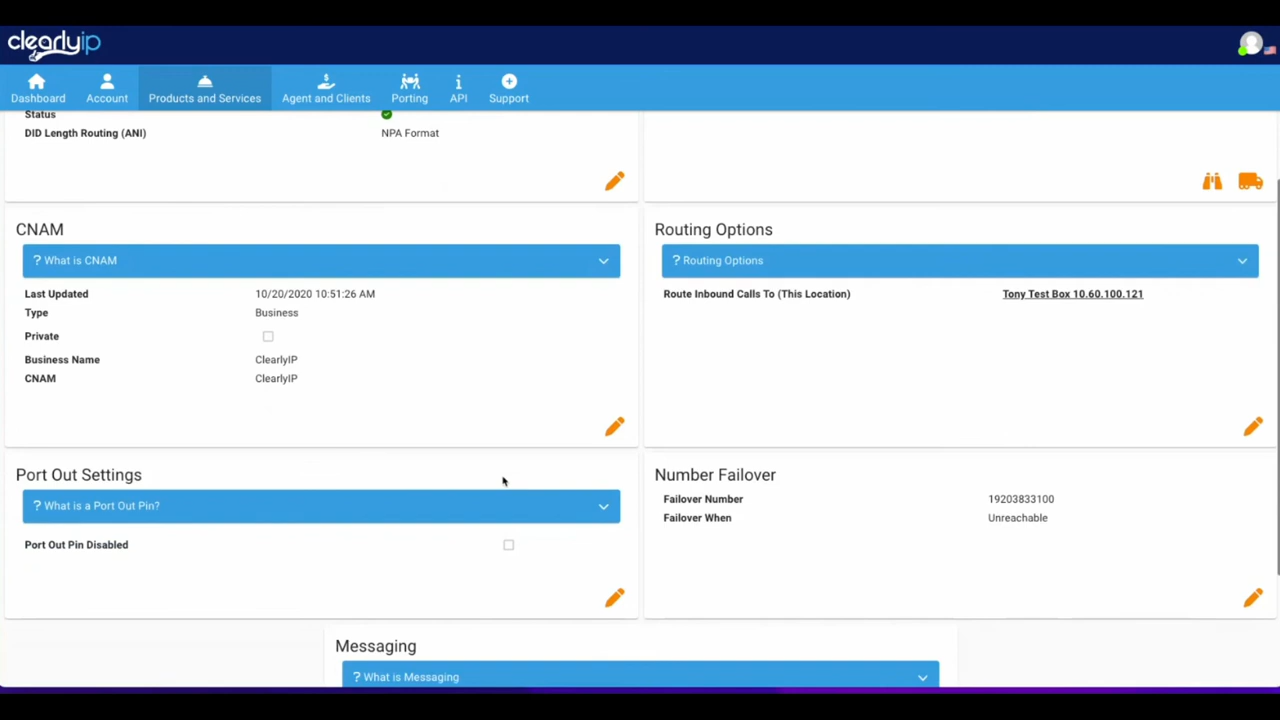 clearlyip
Dashboard
Account
Products and Services
Agent and Clients
Porting
API
Support
Status
DID Length Routing (ANI) NPA Format
CNAM
? What is CNAM
Last Updated 10/20/2020 10:51:26 AM
Type Business
Private
Business Name ClearlyIP
CNAM ClearlyIP
Routing Options
? Routing Options
Route Inbound Calls To (This Location) Tony Test Box 10.60.100.121
Port Out Settings
? What is a Port Out Pin?
Port Out Pin Disabled
Number Failover
Failover Number 19203833100
Failover When Unreachable
Messaging
? What is Messaging